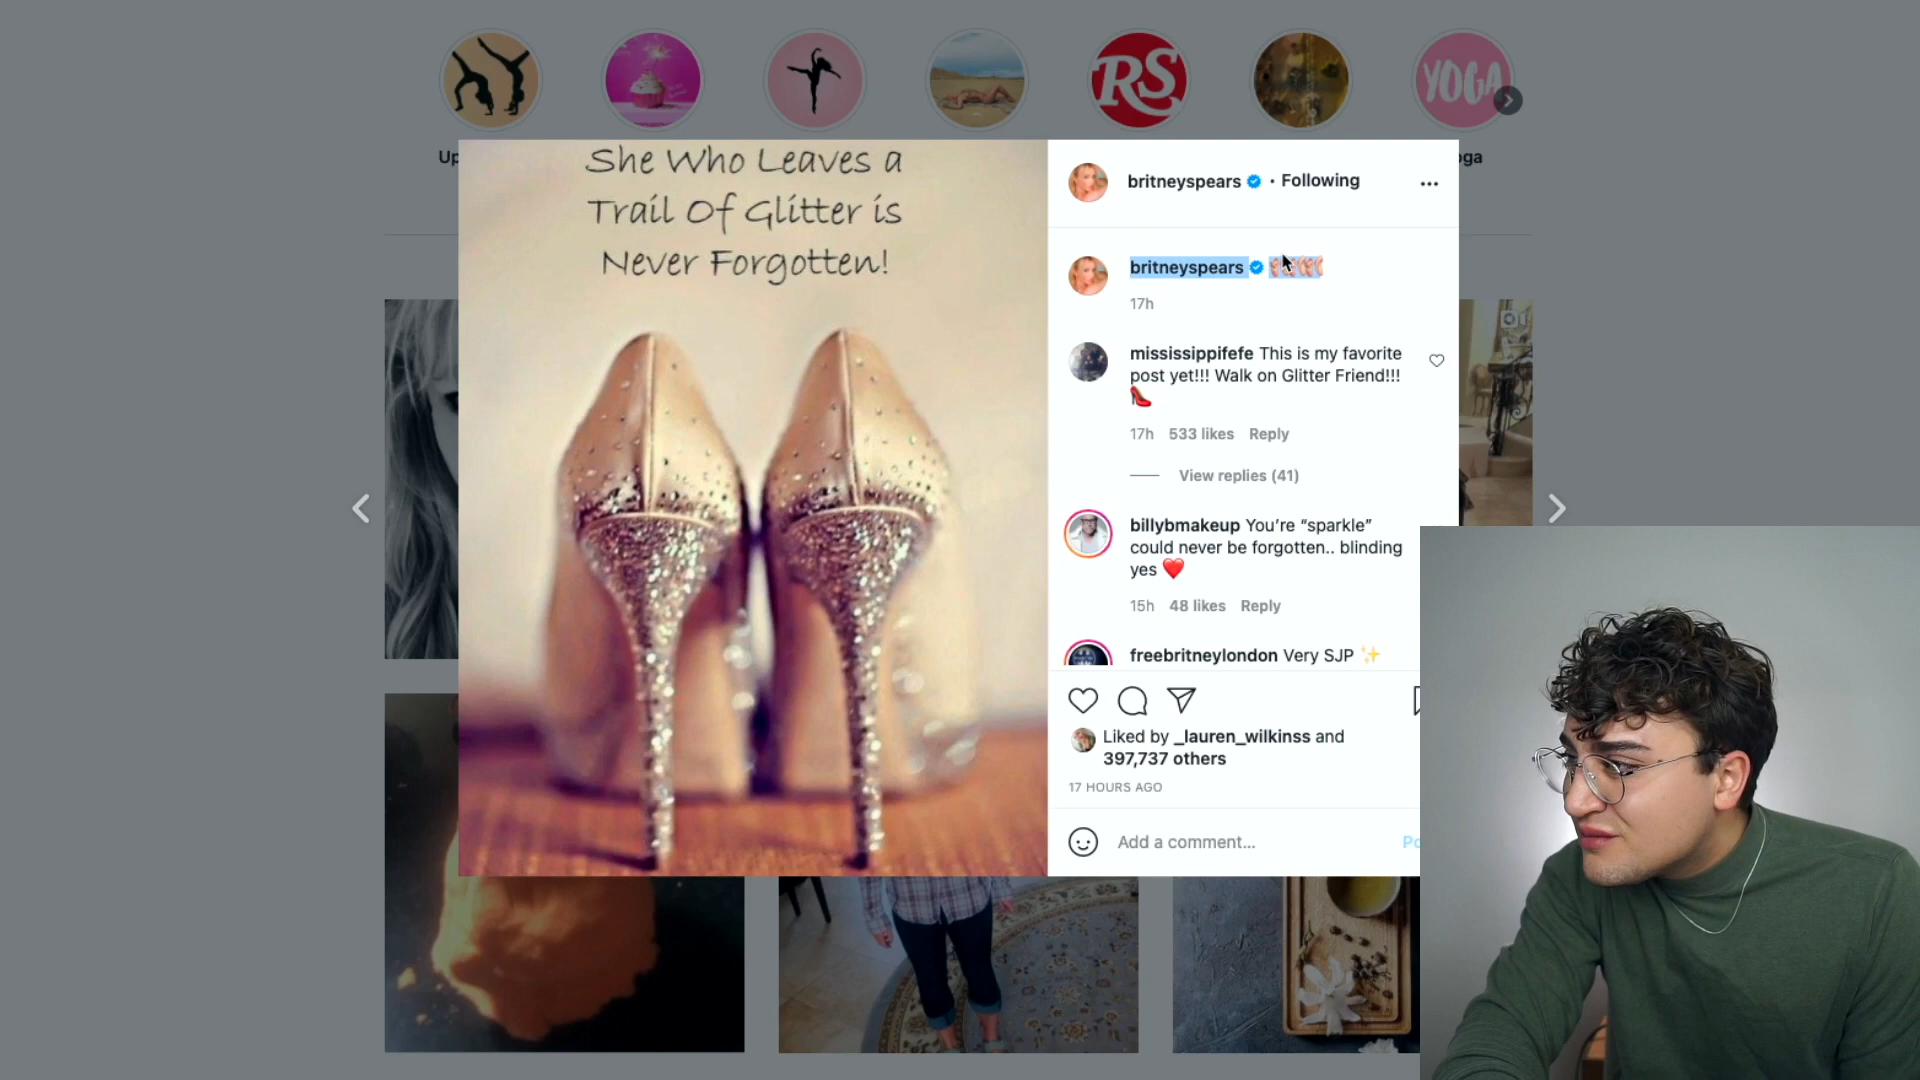 RS
YOGA
Up
oga
She Who Leaves a
Trail Of Glitter is
Never Forgotten!
britneyspears • Following
britneyspears
17h
mississippifefe This is my favorite
post yet!!! Walk on Glitter Friend!!!
👠
17h 533 likes Reply
View replies (41)
billybmakeup You're “sparkle”
could never be forgotten.. blinding
yes ❤️
15h 48 likes Reply
freebritneylondon Very SJP ✨
Liked by _lauren_wilkinss and
397,737 others
17 HOURS AGO
Add a comment...
Po